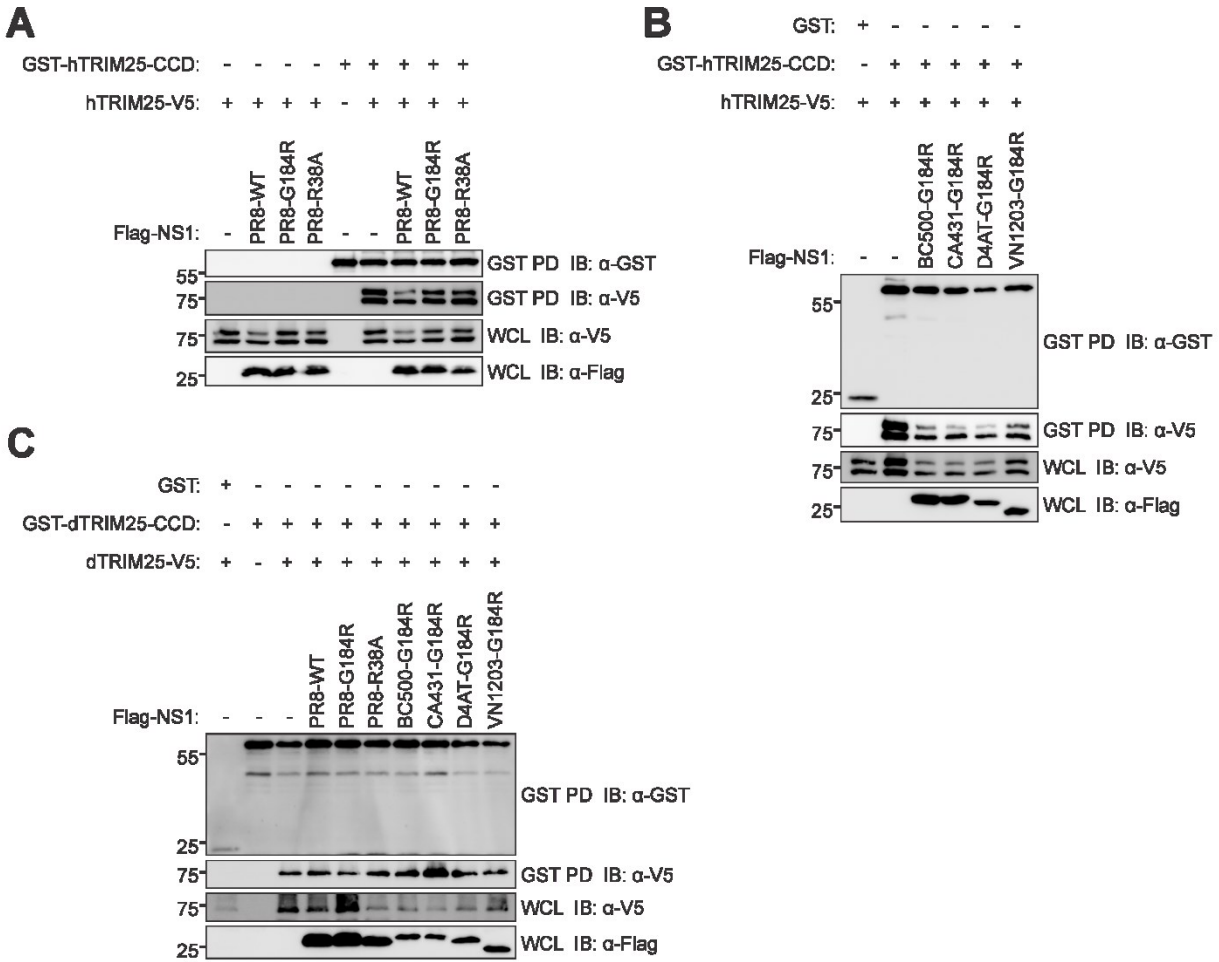 A
GST-hTRIM25-CCD: - - - - + + + + +
hTRIM25-V5: + + + + - + + + +
Flag-NS1: - PR8-WT PR8-G184R PR8-R38A - - PR8-WT PR8-G184R PR8-R38A
55 GST PD IB: α-GST
75 GST PD IB: α-V5
75 WCL IB: α-V5
25 WCL IB: α-Flag
B
GST: + - - - - -
GST-hTRIM25-CCD: - + + + + +
hTRIM25-V5: + + + + + +
Flag-NS1: - - BC500-G184R CA431-G184R D4AT-G184R VN1203-G184R
55
GST PD IB: α-GST
25
75 GST PD IB: α-V5
75 WCL IB: α-V5
25 WCL IB: α-Flag
C
GST: + - - - - - - - - -
GST-dTRIM25-CCD: - + + + + + + + + +
dTRIM25-V5: + - + + + + + + + +
Flag-NS1: - - - PR8-WT PR8-G184R PR8-R38A BC500-G184R CA431-G184R D4AT-G184R VN1203-G184R
55
GST PD IB: α-GST
25
75 GST PD IB: α-V5
75 WCL IB: α-V5
25 WCL IB: α-Flag